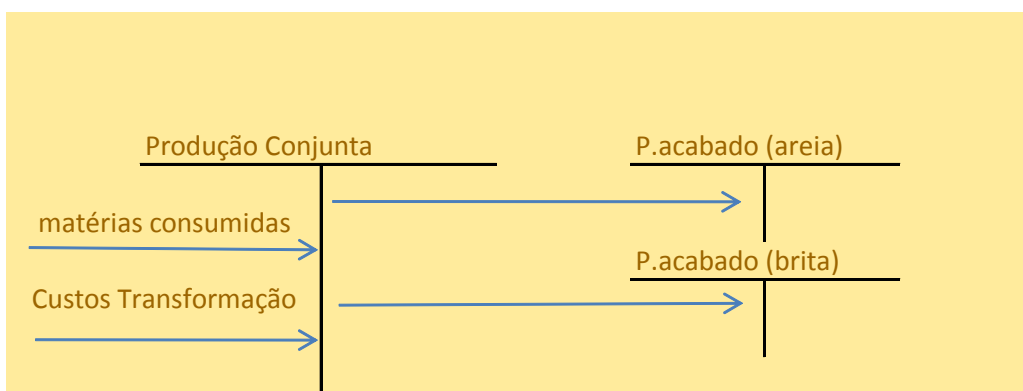 Produção Conjunta
P.acabado (areia)
matérias consumidas
P.acabado (brita)
Custos Transformação